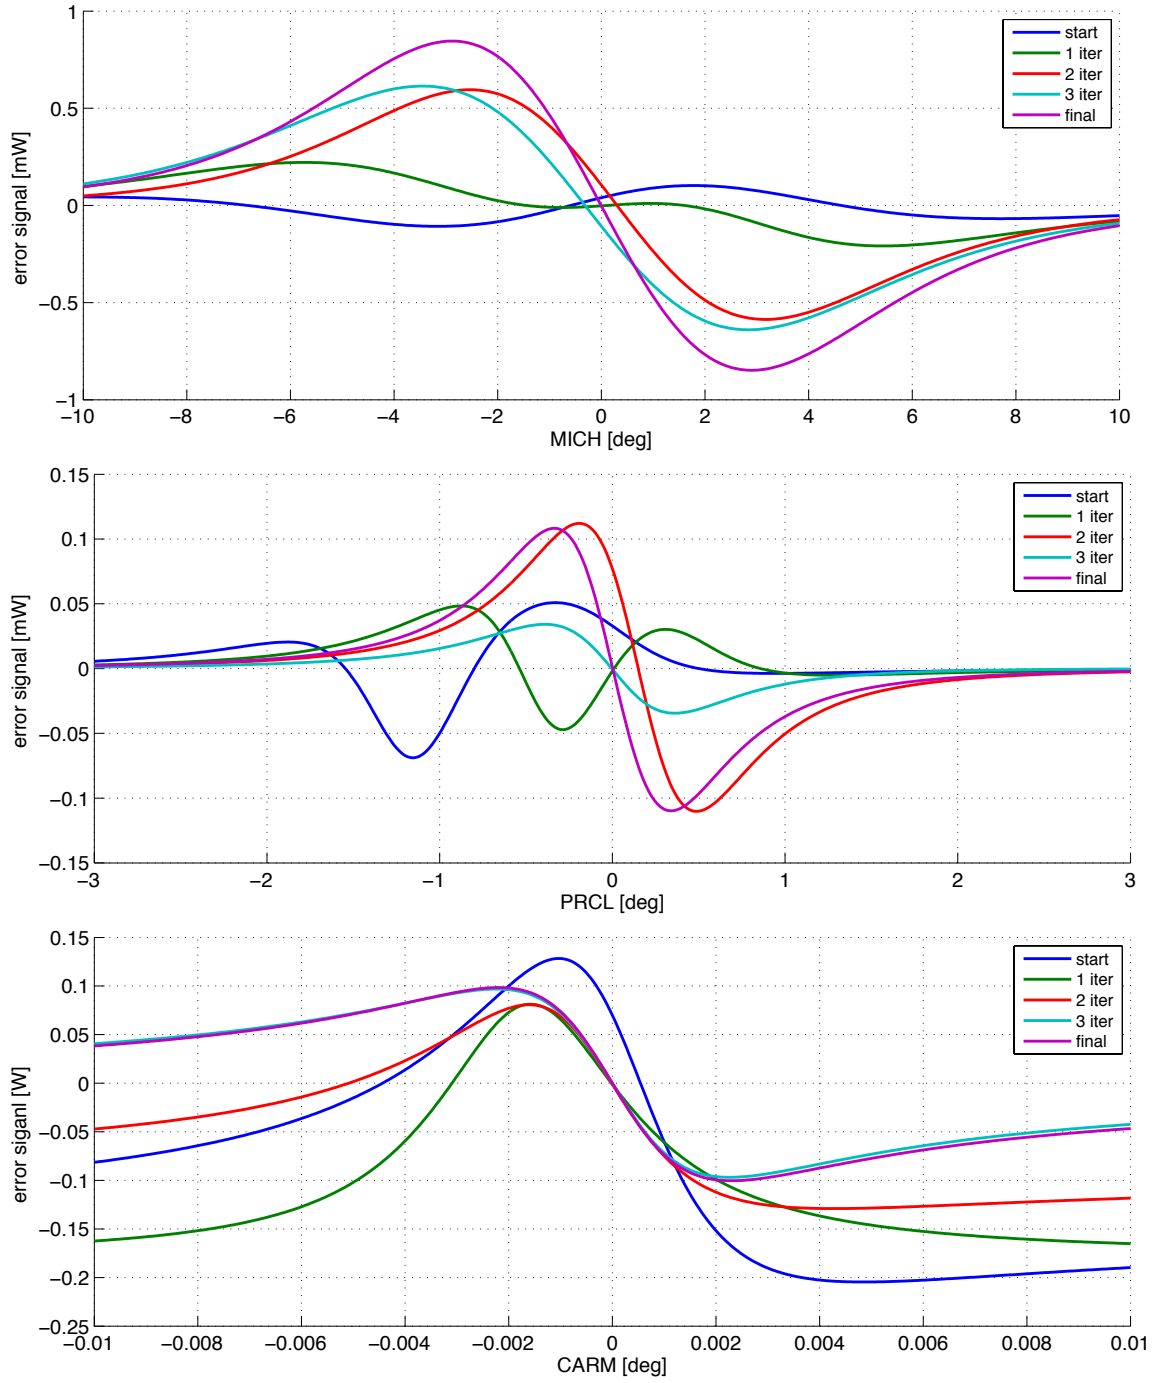 1
0.5
0
−0.5
−1
error signal [mW]
−10 −8 −6 −4 −2 0 2 4 6 8 10
MICH [deg]
start
1 iter
2 iter
3 iter
final
0.15
0.1
0.05
0
−0.05
−0.1
−0.15
error signal [mW]
−3 −2 −1 0 1 2 3
PRCL [deg]
start
1 iter
2 iter
3 iter
final
0.15
0.1
0.05
0
−0.05
−0.1
−0.15
−0.2
−0.25
error siganl [W]
−0.01 −0.008 −0.006 −0.004 −0.002 0 0.002 0.004 0.006 0.008 0.01
CARM [deg]
start
1 iter
2 iter
3 iter
final